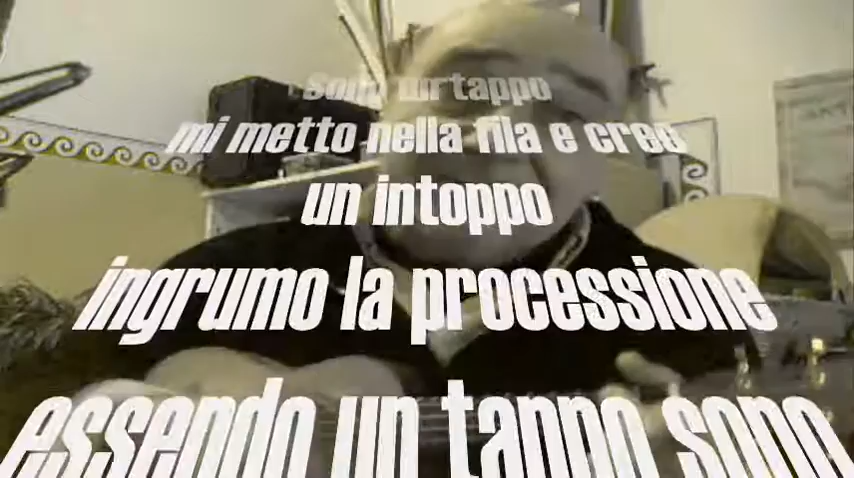 Sono un tappo
mi metto nella fila e creo
un intoppo
ingrumo la processione
essendo un tappo sono